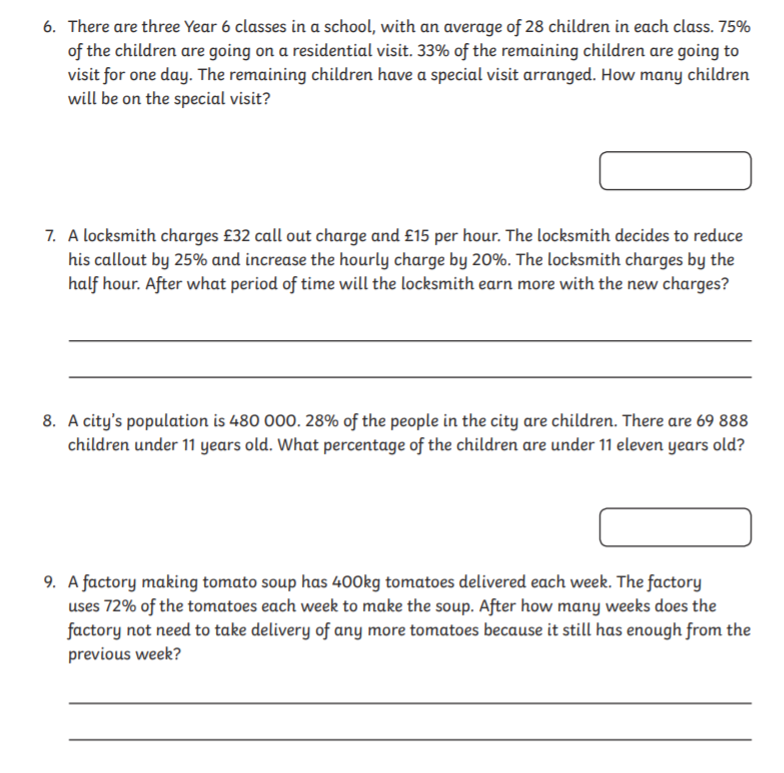 6. There are three Year 6 classes in a school, with an average of 28 children in each class. 75%
of the children are going on a residential visit. 33% of the remaining children are going to
visit for one day. The remaining children have a special visit arranged. How many children
will be on the special visit?
7. A locksmith charges £32 call out charge and £15 per hour. The locksmith decides to reduce
his callout by 25% and increase the hourly charge by 20%. The locksmith charges by the
half hour. After what period of time will the locksmith earn more with the new charges?
8. A city's population is 480 000. 28% of the people in the city are children. There are 69 888
children under 11 years old. What percentage of the children are under 11 eleven years old?
9. A factory making tomato soup has 400kg tomatoes delivered each week. The factory
uses 72% of the tomatoes each week to make the soup. After how many weeks does the
factory not need to take delivery of any more tomatoes because it still has enough from the
previous week?